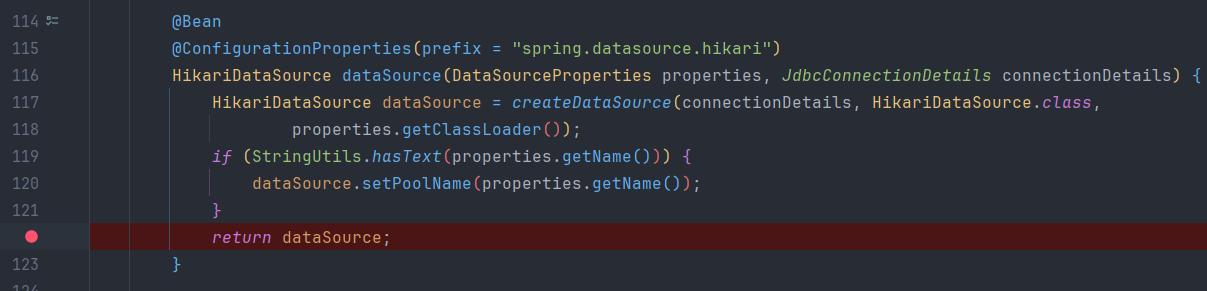 114 @Bean
115 @ConfigurationProperties(prefix = "spring.datasource.hikari")
116 HikariDataSource dataSource(DataSourceProperties properties, JdbcConnectionDetails connectionDetails) {
117 HikariDataSource dataSource = createDataSource(connectionDetails, HikariDataSource.class,
118 properties.getClassLoader());
119 if (StringUtils.hasText(properties.getName())) {
120 dataSource.setPoolName(properties.getName());
121 }
return dataSource;
123 }
124